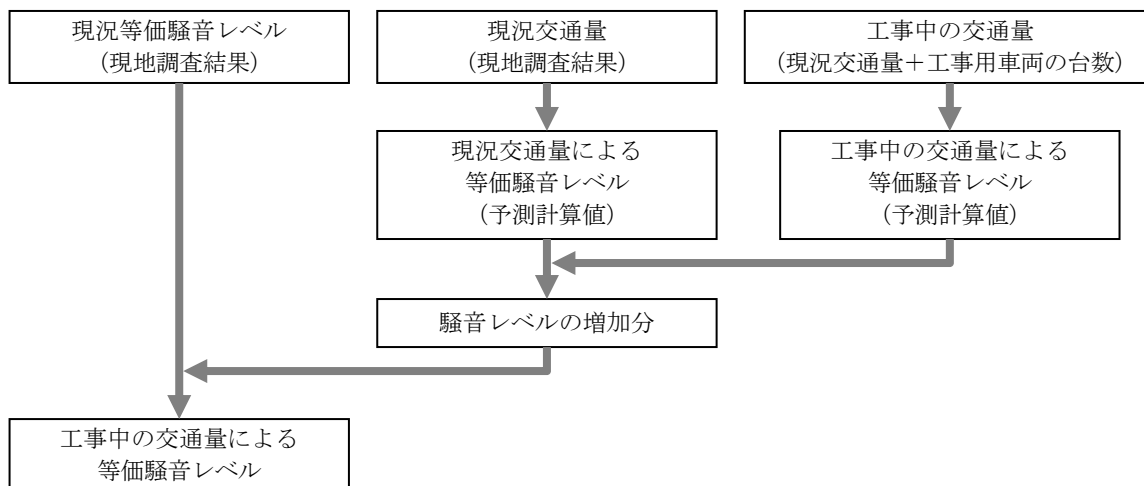 現況等価騒音レベル
（現地調査結果）
現況交通量
（現地調査結果）
工事中の交通量
（現況交通量＋工事用車両の台数）
現況交通量による
等価騒音レベル
（予測計算値）
工事中の交通量による
等価騒音レベル
（予測計算値）
騒音レベルの増加分
工事中の交通量による
等価騒音レベル